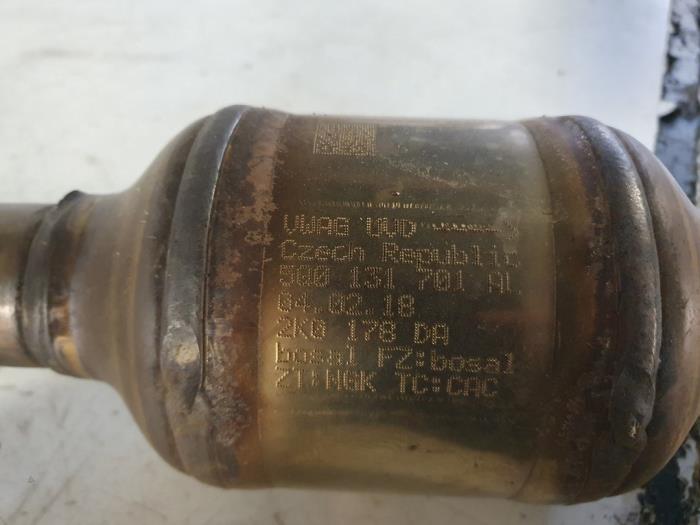 VWAG UVD
Czech Republic
5Q0 131 701 AL
04.02.18
2K0 178 DA
bosal FZ:bosal
ZT:NGK TC:CAC